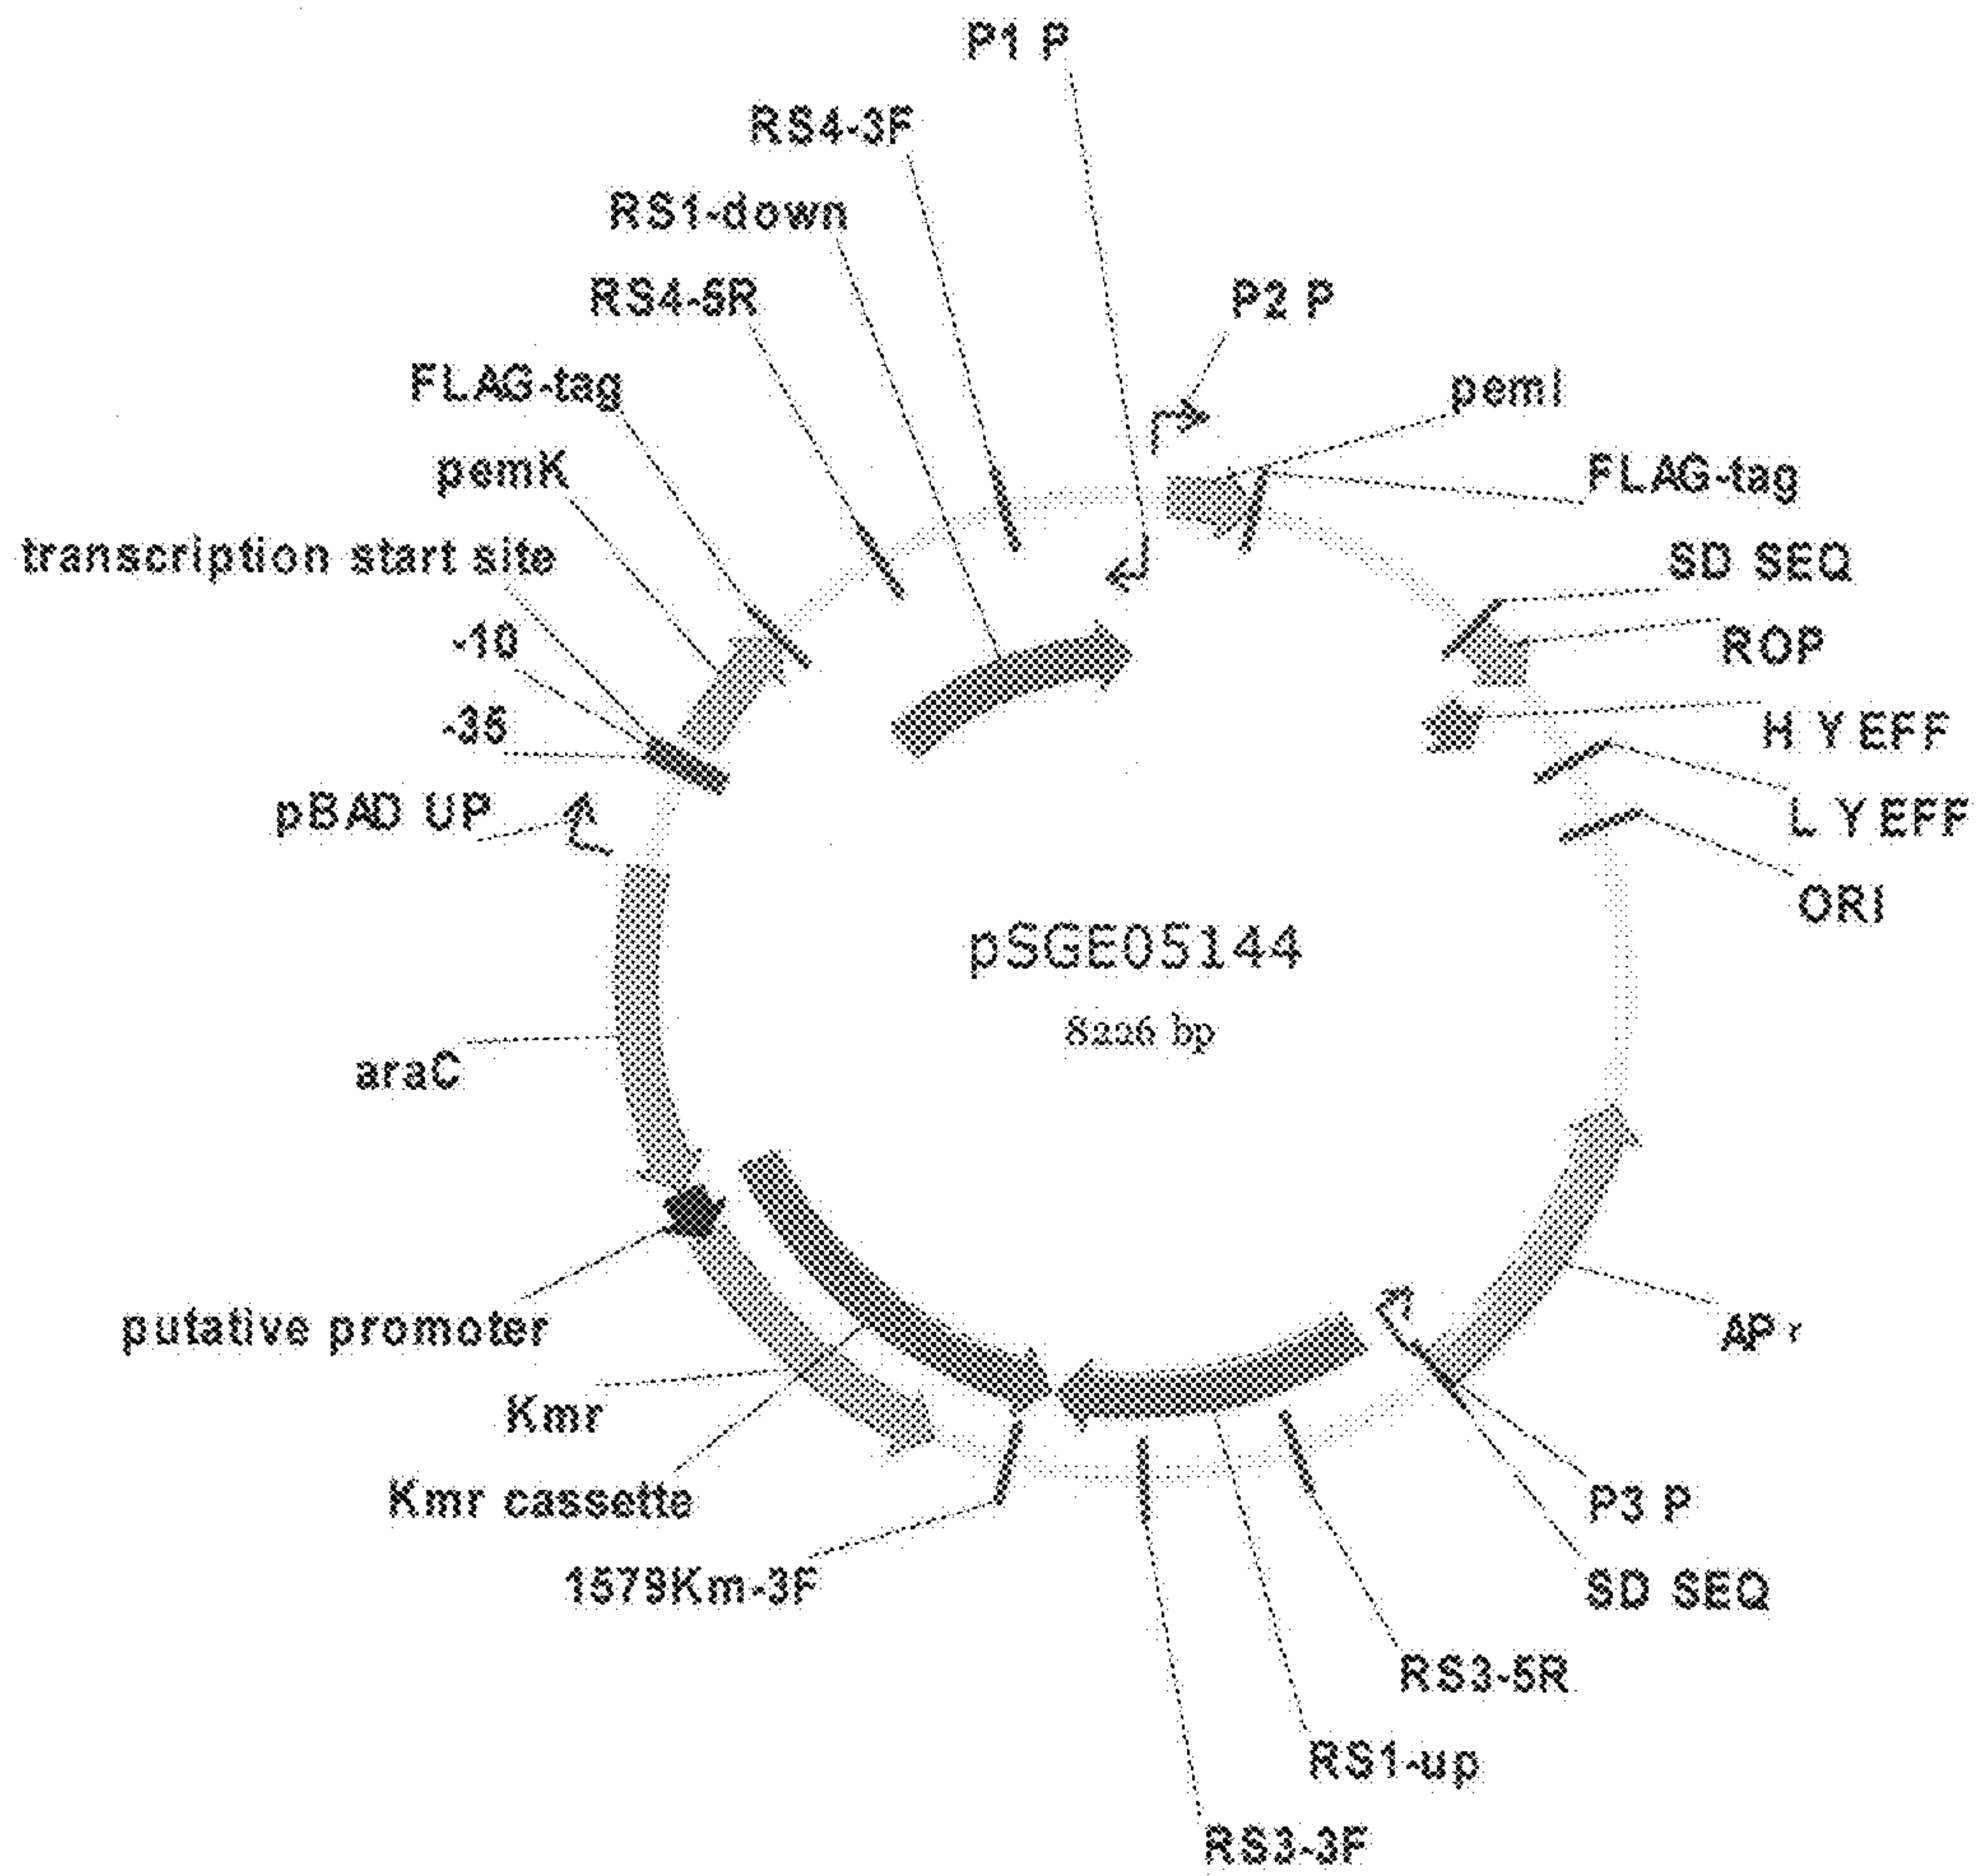 P1 P
RS4-3F
RS1-down
RS4-5R
P2 P
FLAG-tag
pemI
pemK
FLAG-tag
transcription start site
SD SEQ
-10
ROP
-35
H Y EFF
pBAD UP
L Y EFF
ORI
pSGE05144
8226 bp
araC
putative promoter
APr
Kmr
Kmr cassette
P3 P
1579Km-3F
SD SEQ
RS3-5R
RS1-up
RS3-3F